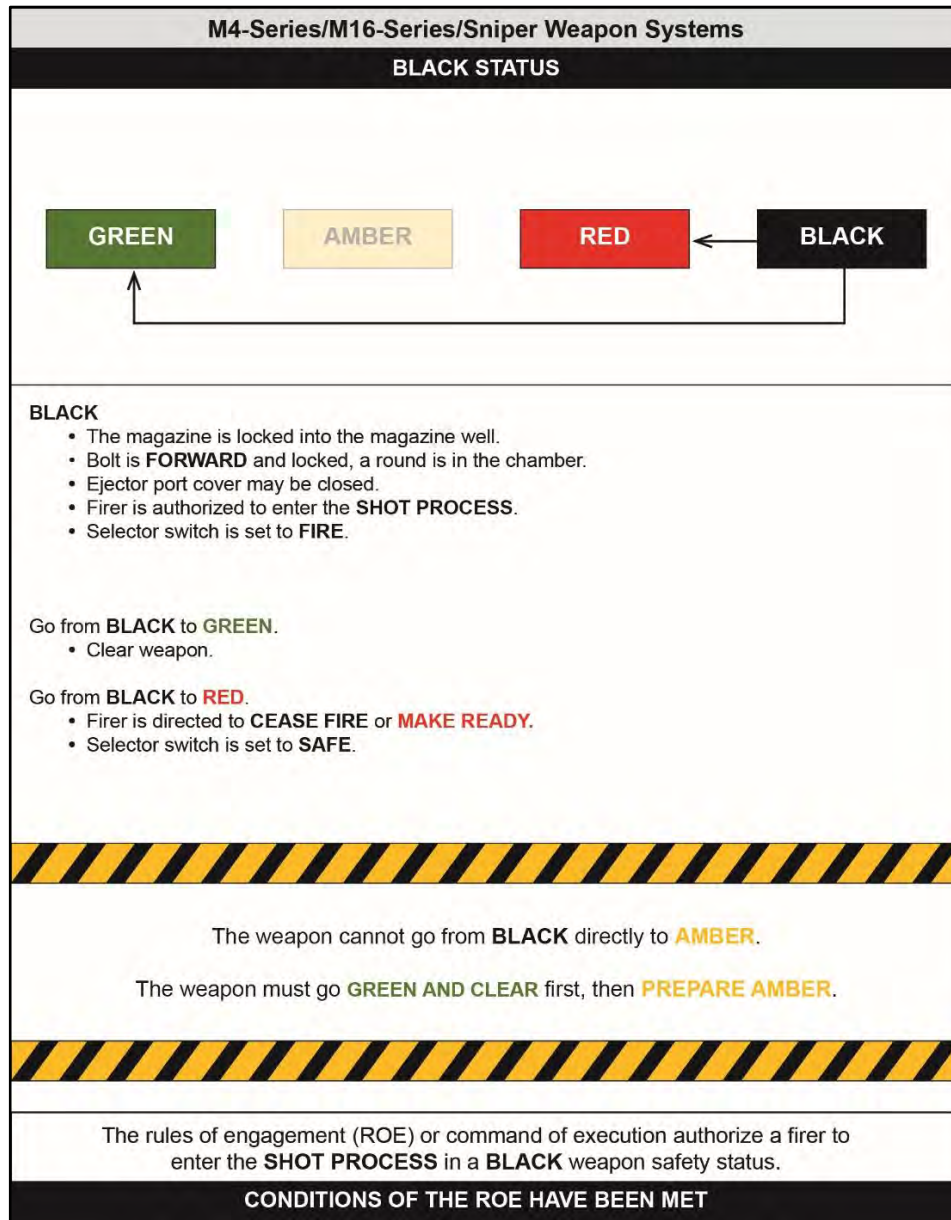 M4-Series/M16-Series/Sniper Weapon Systems
BLACK STATUS
GREEN
AMBER
RED
BLACK
BLACK
• The magazine is locked into the magazine well.
• Bolt is FORWARD and locked, a round is in the chamber.
• Ejector port cover may be closed.
• Firer is authorized to enter the SHOT PROCESS.
• Selector switch is set to FIRE.
Go from BLACK to GREEN.
• Clear weapon.
Go from BLACK to RED.
• Firer is directed to CEASE FIRE or MAKE READY.
• Selector switch is set to SAFE.
The weapon cannot go from BLACK directly to AMBER.
The weapon must go GREEN AND CLEAR first, then PREPARE AMBER.
The rules of engagement (ROE) or command of execution authorize a firer to
enter the SHOT PROCESS in a BLACK weapon safety status.
CONDITIONS OF THE ROE HAVE BEEN MET